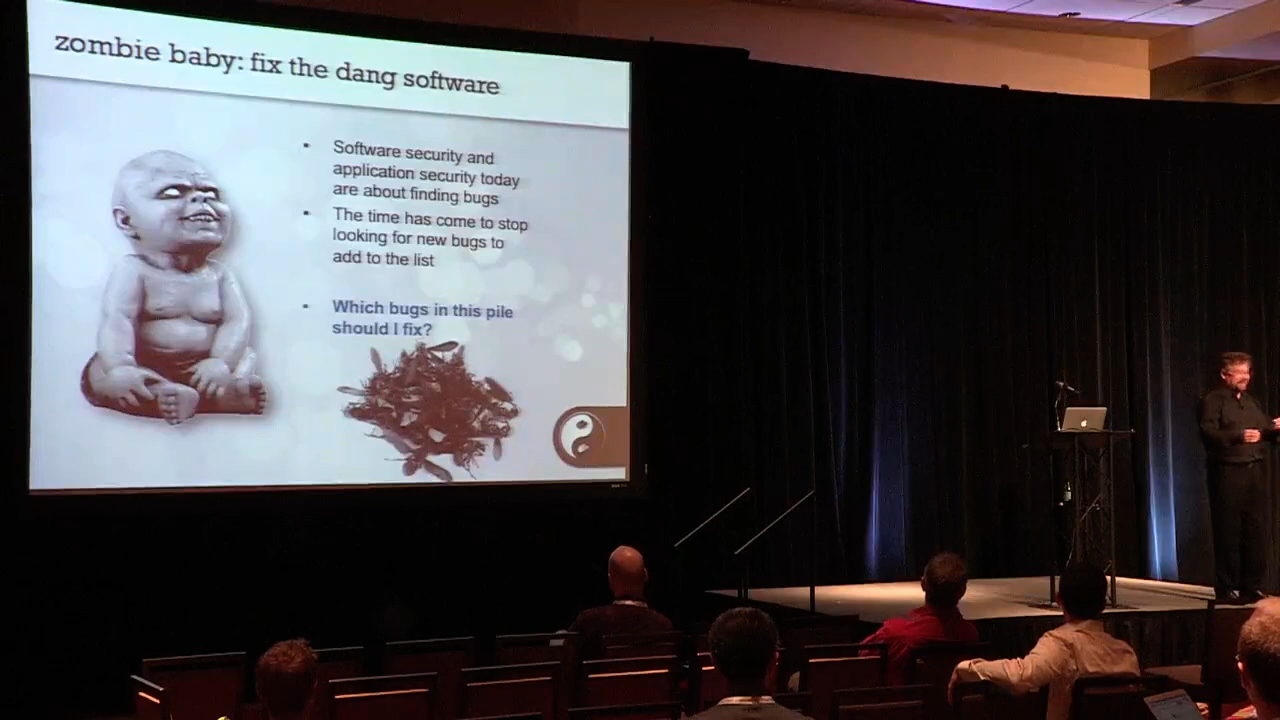 zombie baby: fix the dang software
Software security and
application security today
are about finding bugs
The time has come to stop
looking for new bugs to
add to the list
Which bugs in this pile
should I fix?